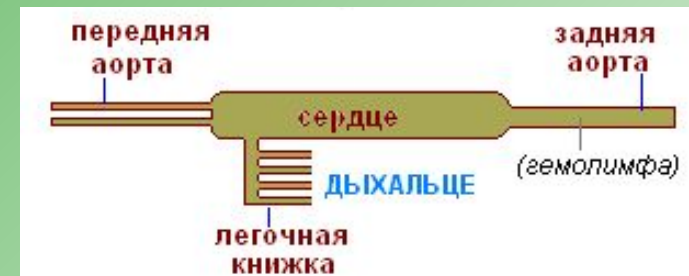 передняя
аорта
задняя
аорта
сердце
(гемолимфа)
ДЫХАЛЬЦЕ
легочная
книжка